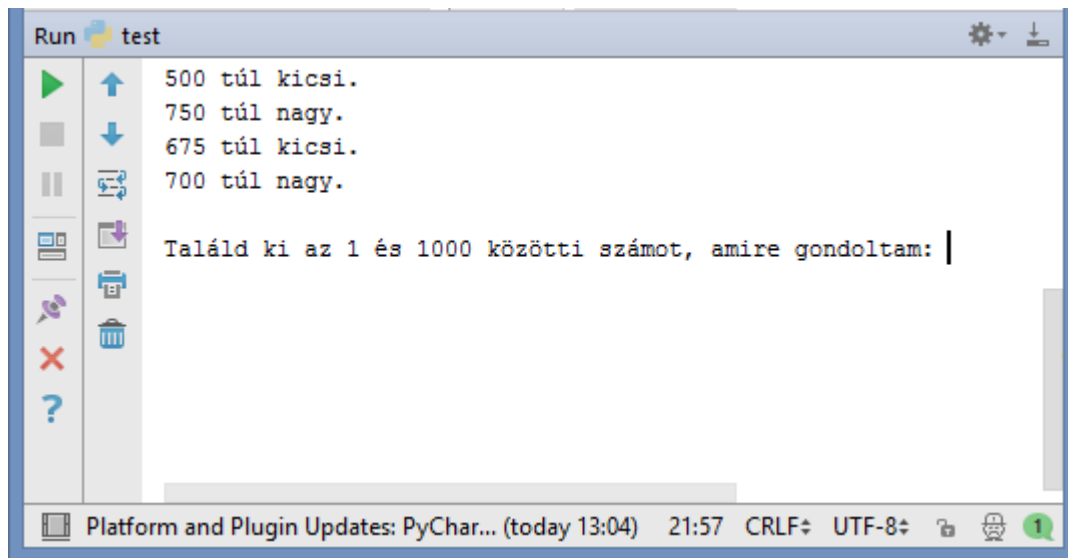 Run test
500 túl kicsi.
750 túl nagy.
675 túl kicsi.
700 túl nagy.
Találd ki az 1 és 1000 közötti számot, amire gondoltam:
Platform and Plugin Updates: PyChar... (today 13:04) 21:57 CRLF UTF-8 1